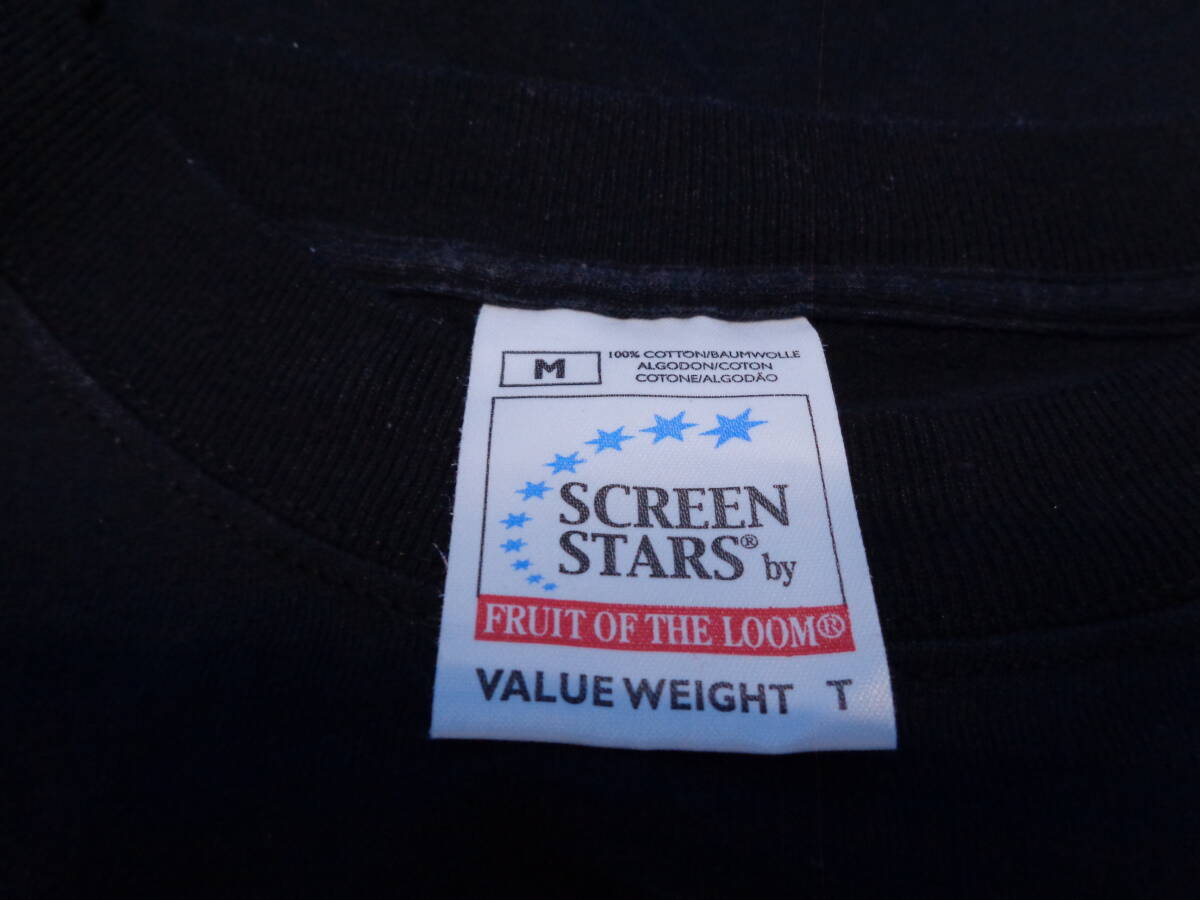 M
100% COTTON/BAUMWOLLE
ALGODON/COTON
COTONE/ALGODÃO
SCREEN
STARS® by
FRUIT OF THE LOOM®
VALUE WEIGHT T